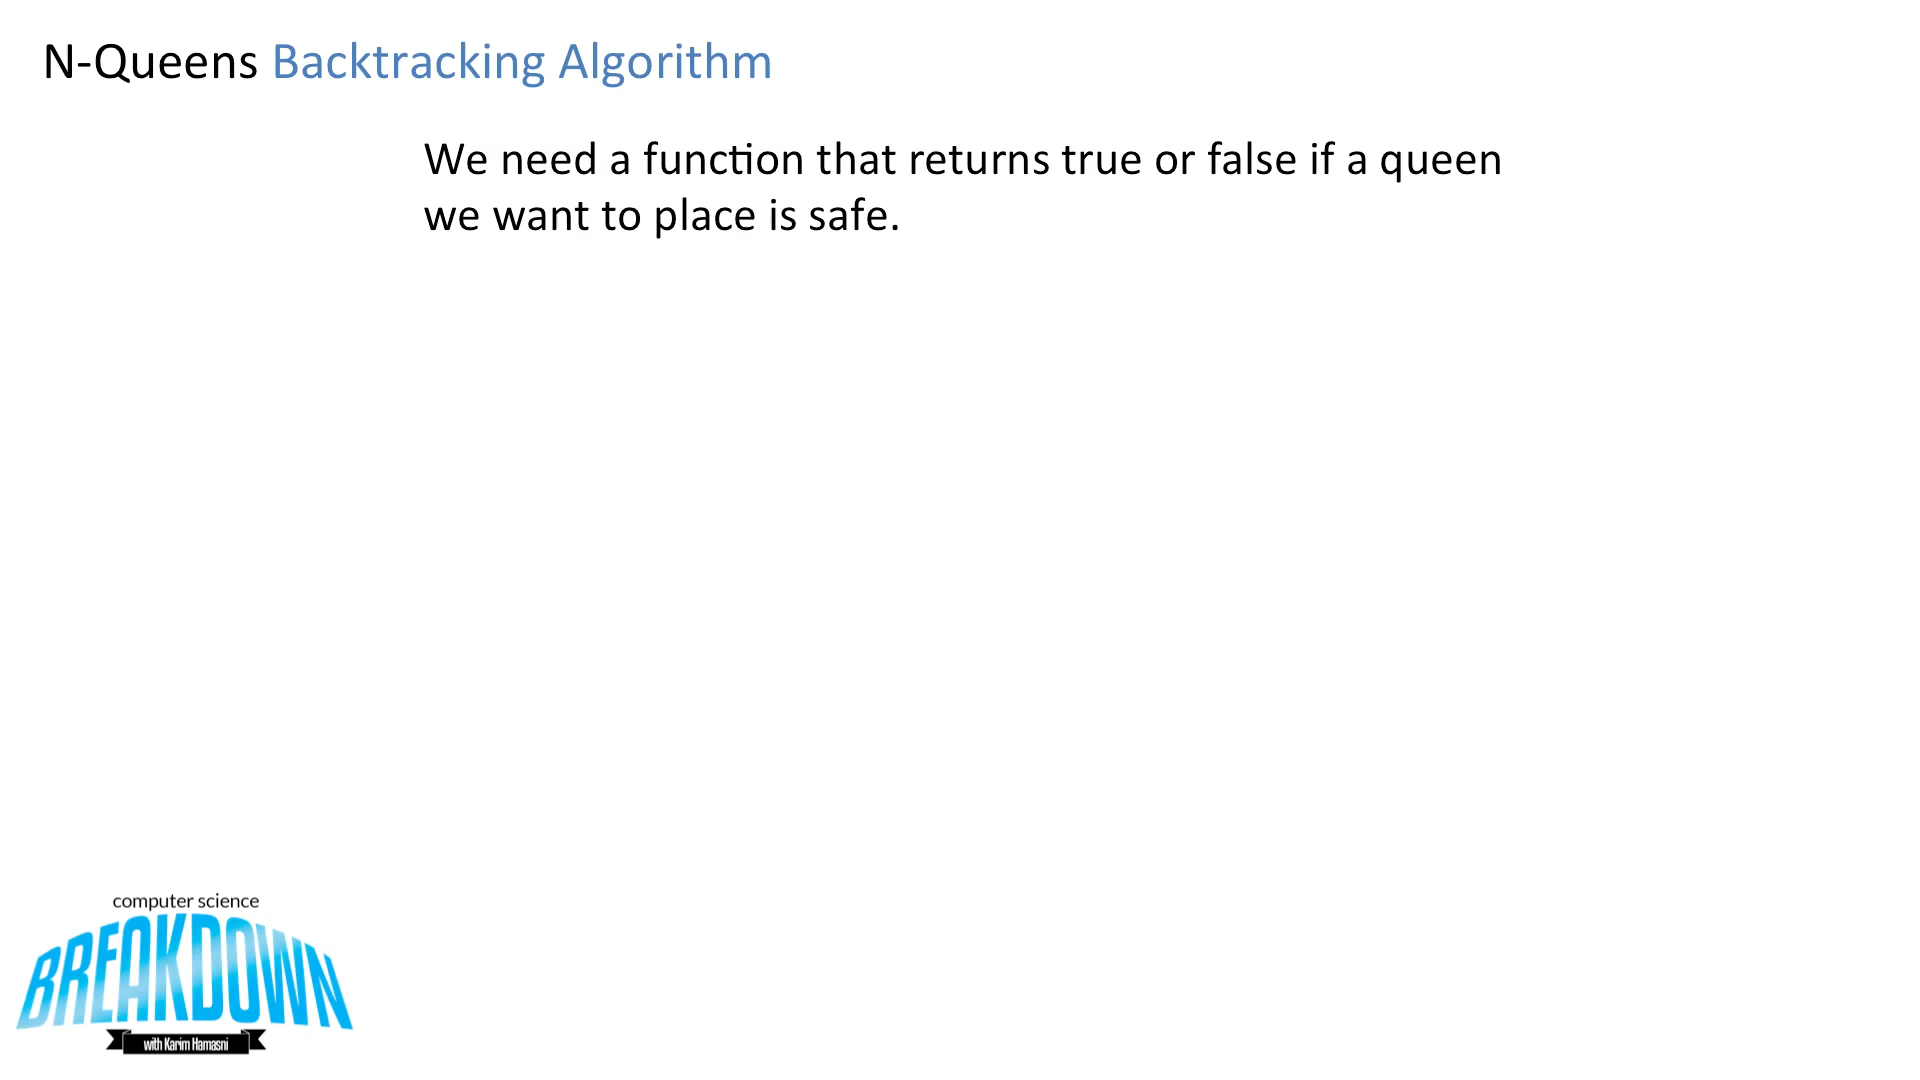 N-Queens Backtracking Algorithm
We need a function that returns true or false if a queen
we want to place is safe.
computer science
BREAKDOWN
with Karim Hamasni